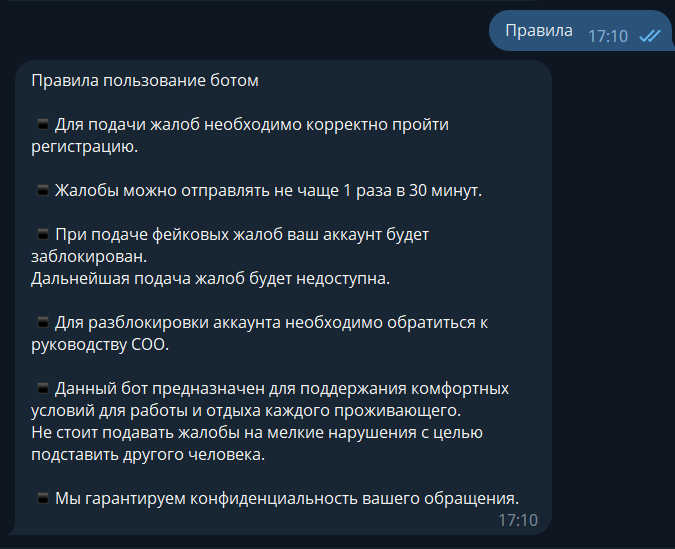 Правила
17:10
Правила пользование ботом
▪️ Для подачи жалоб необходимо корректно пройти
регистрацию.
▪️ Жалобы можно отправлять не чаще 1 раза в 30 минут.
▪️ При подаче фейковых жалоб ваш аккаунт будет
заблокирован.
Дальнейшая подача жалоб будет недоступна.
▪️ Для разблокировки аккаунта необходимо обратиться к
руководству СОО.
▪️ Данный бот предназначен для поддержания комфортных
условий для работы и отдыха каждого проживающего.
Не стоит подавать жалобы на мелкие нарушения с целью
подставить другого человека.
▪️ Мы гарантируем конфиденциальность вашего обращения.
17:10